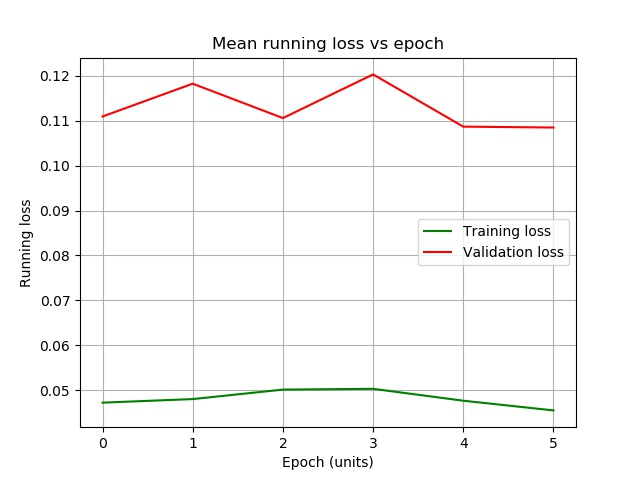 Mean running loss vs epoch
0.12
0.11
0.10
0.09
0.08
0.07
0.06
0.05
Running loss
Training loss
Validation loss
0 1 2 3 4 5
Epoch (units)